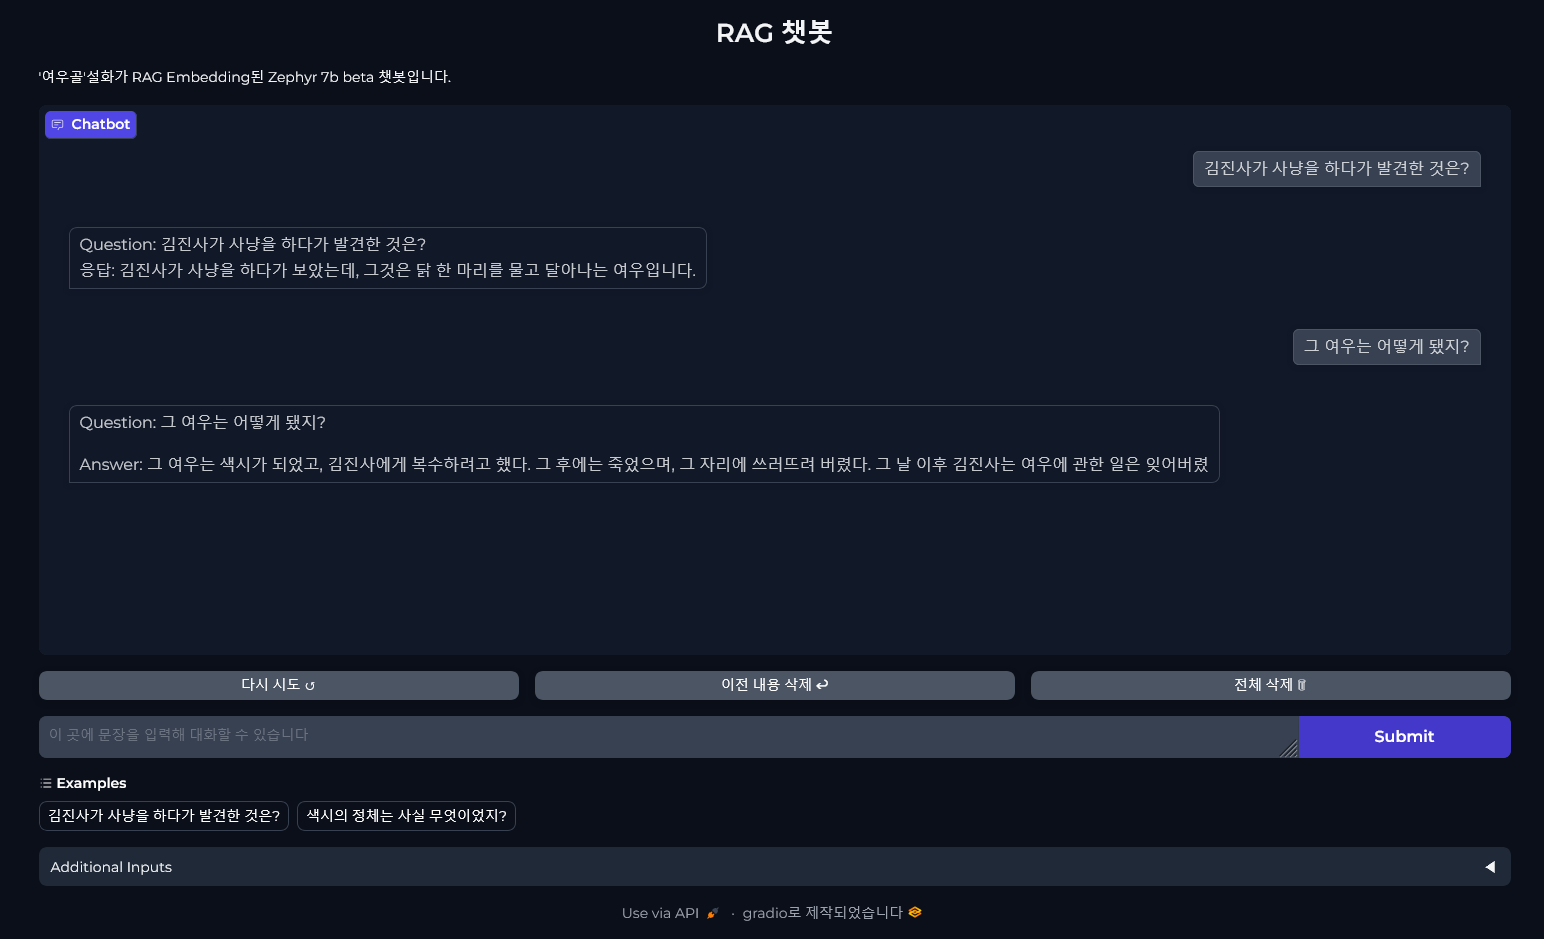 RAG 챗봇
'여우골'설화가 RAG Embedding된 Zephyr 7b beta 챗봇입니다.
Chatbot
김진사가 사냥을 하다가 발견한 것은?
Question: 김진사가 사냥을 하다가 발견한 것은?
응답: 김진사가 사냥을 하다가 보았는데, 그것은 닭 한 마리를 물고 달아나는 여우입니다.
그 여우는 어떻게 됐지?
Question: 그 여우는 어떻게 됐지?
Answer: 그 여우는 색시가 되었고, 김진사에게 복수하려고 했다. 그 후에는 죽었으며, 그 자리에 쓰러뜨려 버렸다. 그 날 이후 김진사는 여우에 관한 일은 잊어버렸
다시 시도 ↺
이전 내용 삭제 ↩
전체 삭제 🗑
이 곳에 문장을 입력해 대화할 수 있습니다
Submit
Examples
김진사가 사냥을 하다가 발견한 것은?
색시의 정체는 사실 무엇이었지?
Additional Inputs
Use via API 🚀 · gradio로 제작되었습니다